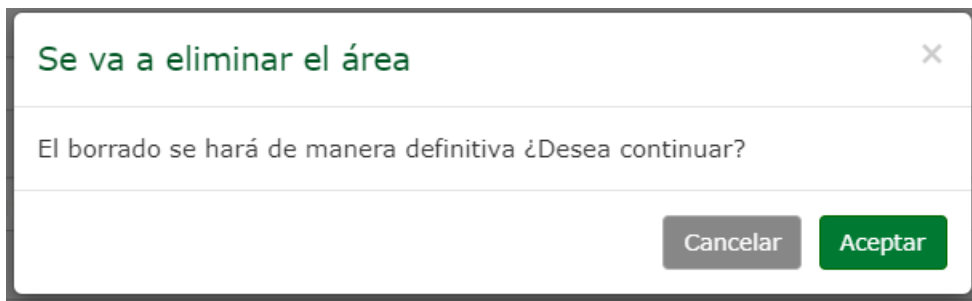 Se va a eliminar el área
×
El borrado se hará de manera definitiva ¿Desea continuar?
Cancelar
Aceptar